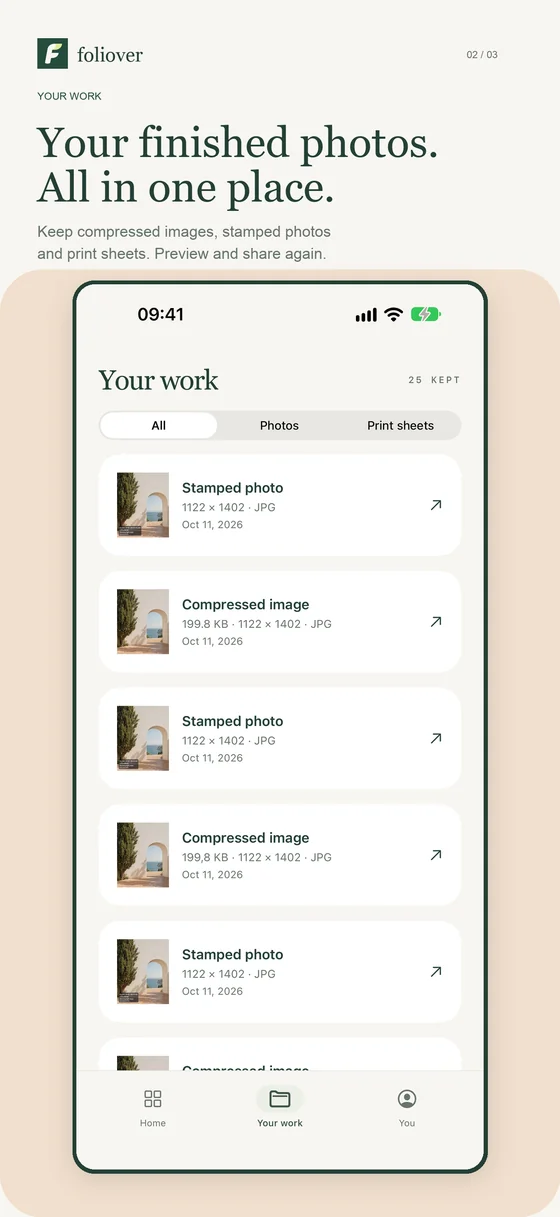 foliover
02 / 03
YOUR WORK
Your finished photos.
All in one place.
Keep compressed images, stamped photos
and print sheets. Preview and share again.
09:41
Your work
25 KEPT
All
Photos
Print sheets
Stamped photo
1122 × 1402 · JPG
Oct 11, 2026
Compressed image
199.8 KB · 1122 × 1402 · JPG
Oct 11, 2026
Stamped photo
1122 × 1402 · JPG
Oct 11, 2026
Compressed image
199,8 KB · 1122 × 1402 · JPG
Oct 11, 2026
Stamped photo
1122 × 1402 · JPG
Oct 11, 2026
Compressed image
Home
Your work
You